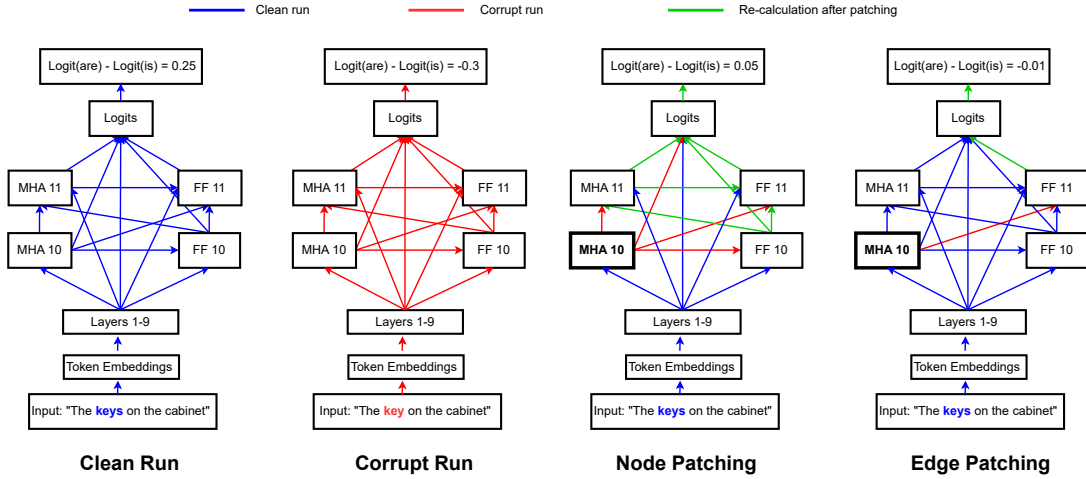 Clean run
Corrupt run
Re-calculation after patching
Logit(are) - Logit(is) = 0.25
Logits
MHA 11
FF 11
MHA 10
FF 10
Layers 1-9
Token Embeddings
Input: "The keys on the cabinet"
Clean Run
Logit(are) - Logit(is) = -0.3
Logits
MHA 11
FF 11
MHA 10
FF 10
Layers 1-9
Token Embeddings
Input: "The key on the cabinet"
Corrupt Run
Logit(are) - Logit(is) = 0.05
Logits
MHA 11
FF 11
MHA 10
FF 10
Layers 1-9
Token Embeddings
Input: "The keys on the cabinet"
Node Patching
Logit(are) - Logit(is) = -0.01
Logits
MHA 11
FF 11
MHA 10
FF 10
Layers 1-9
Token Embeddings
Input: "The keys on the cabinet"
Edge Patching